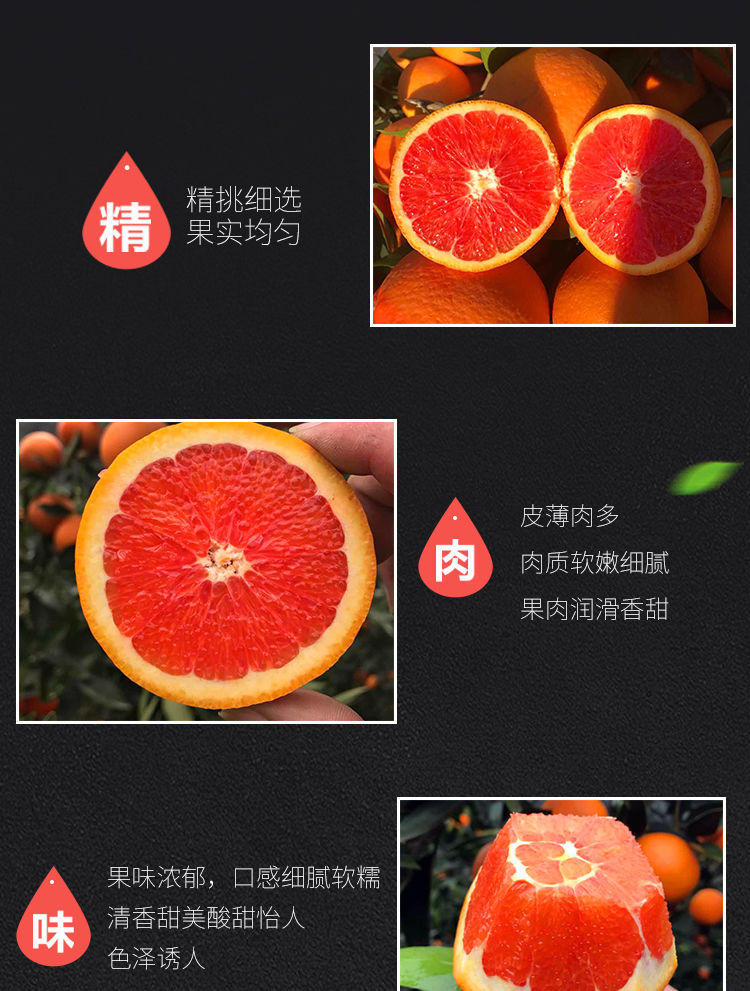 精
精挑细选
果实均匀
肉
皮薄肉多
肉质软嫩细腻
果肉润滑香甜
味
果味浓郁，口感细腻软糯
清香甜美酸甜怡人
色泽诱人